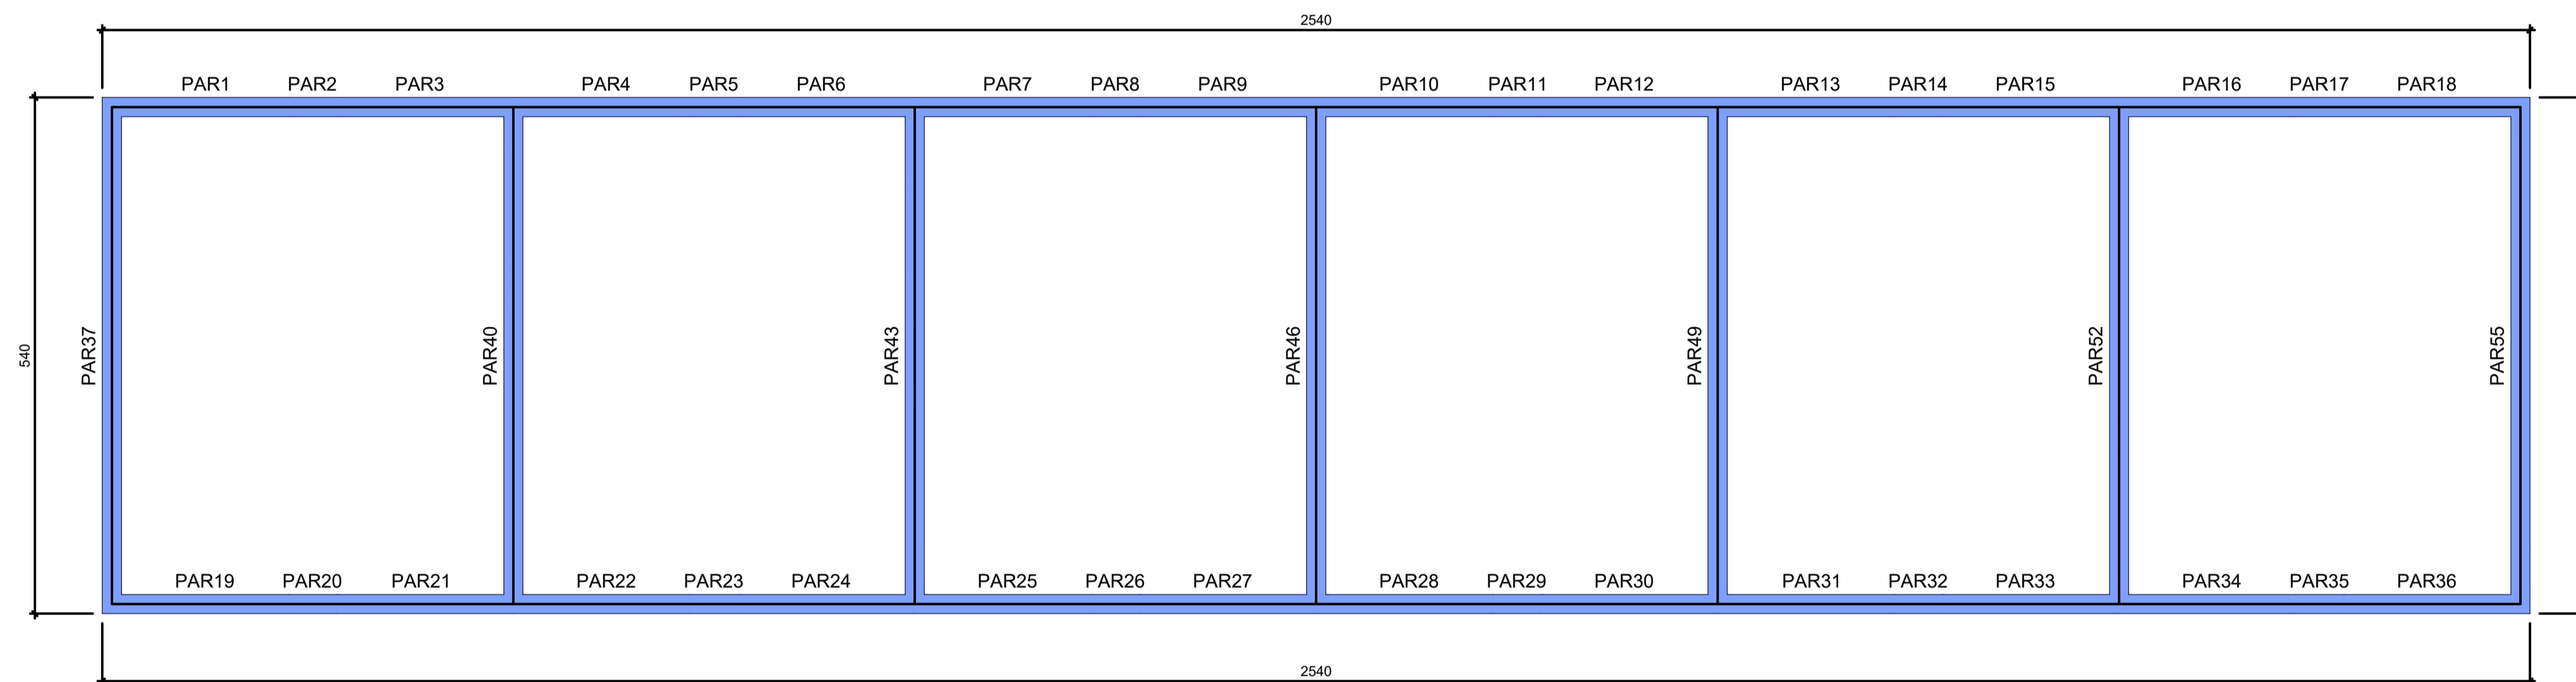 2540
PAR1 PAR2 PAR3 PAR4 PAR5 PAR6 PAR7 PAR8 PAR9 PAR10 PAR11 PAR12 PAR13 PAR14 PAR15 PAR16 PAR17 PAR18
540
PAR37
PAR40
PAR43
PAR46
PAR49
PAR52
PAR55
PAR19 PAR20 PAR21 PAR22 PAR23 PAR24 PAR25 PAR26 PAR27 PAR28 PAR29 PAR30 PAR31 PAR32 PAR33 PAR34 PAR35 PAR36
2540